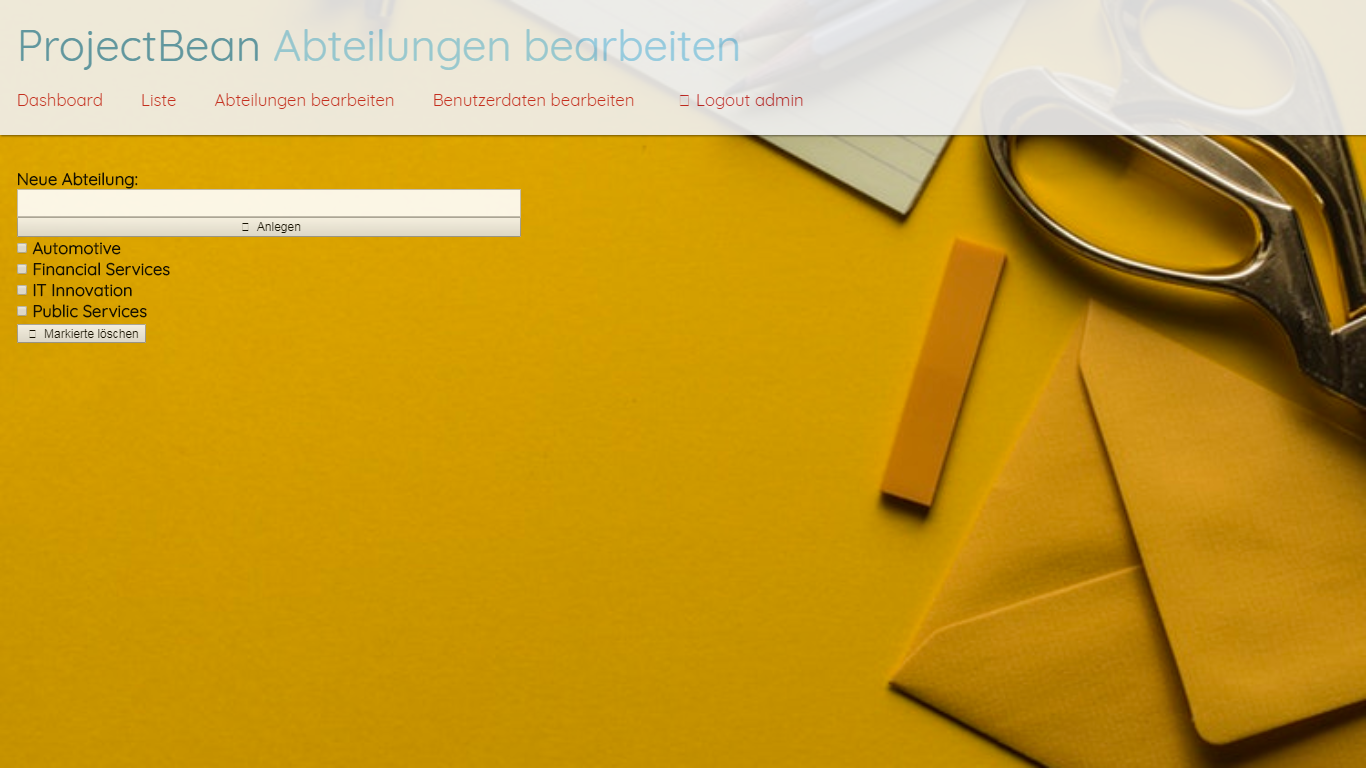 ProjectBean Abteilungen bearbeiten
Dashboard Liste Abteilungen bearbeiten Benutzerdaten bearbeiten Logout admin
Neue Abteilung:
Anlegen
Automotive
Financial Services
IT Innovation
Public Services
Markierte löschen